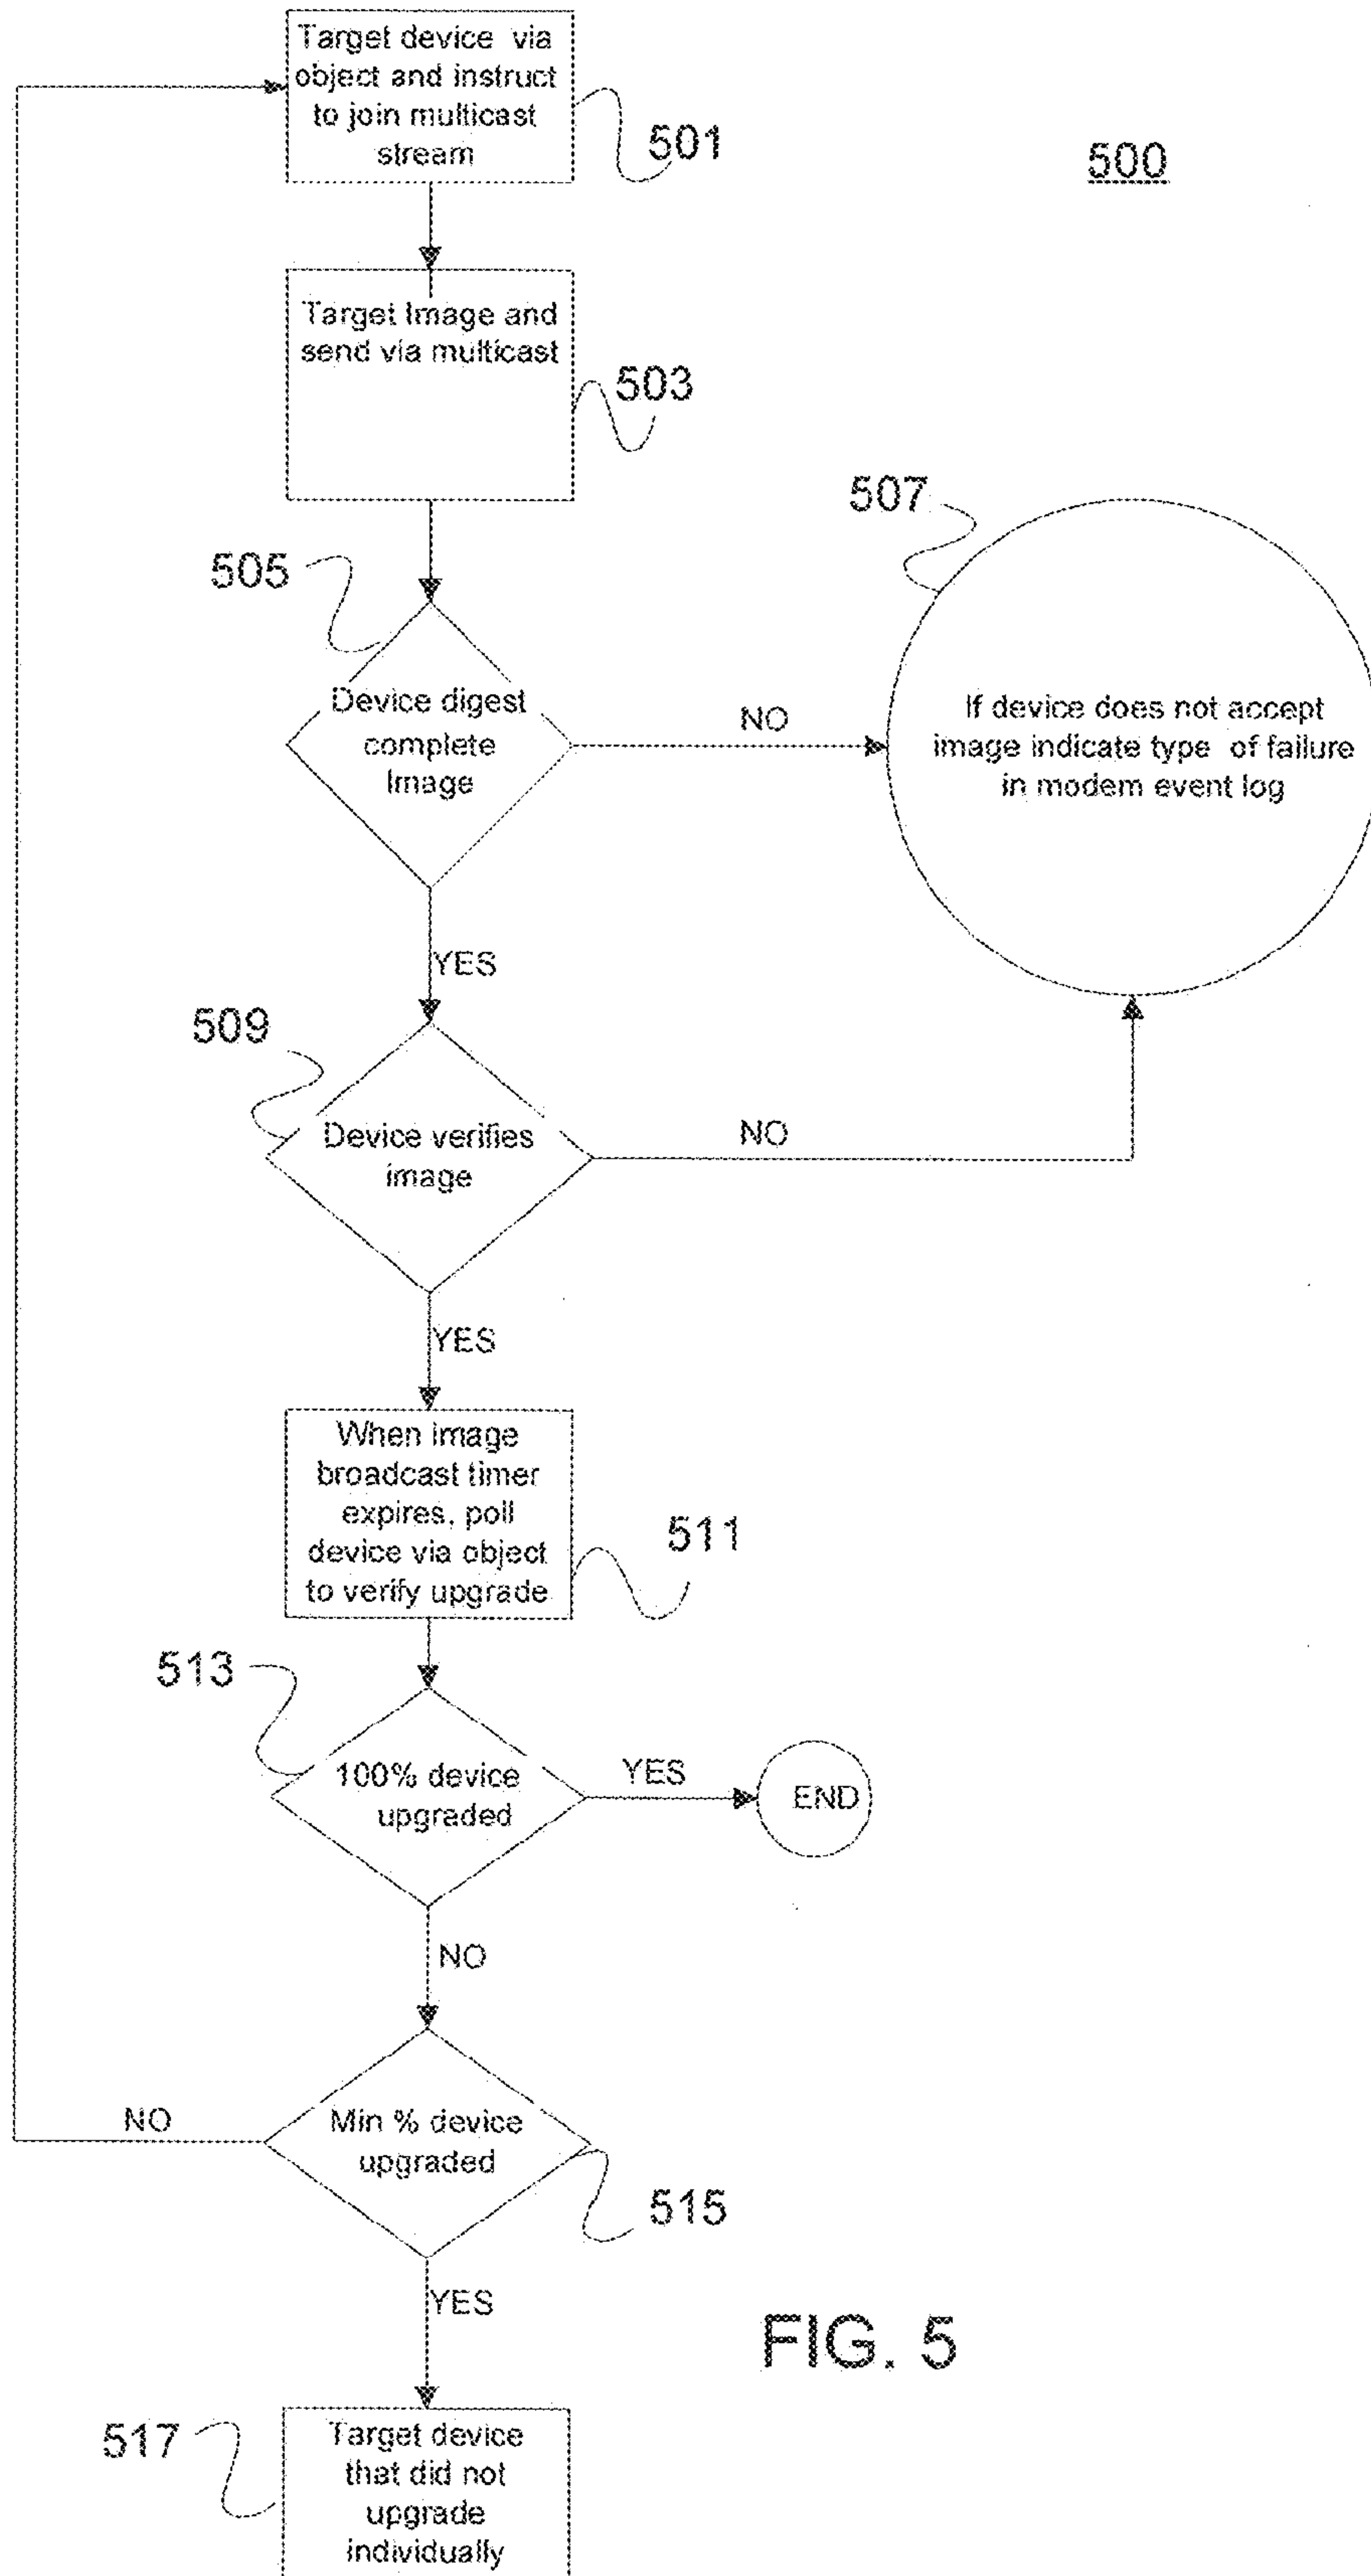 Target device via
object and instruct
to join multicast
stream
501
500
Target Image and
send via multicast
503
507
505
Device digest
complete
Image
NO
If device does not accept
image indicate type of failure
in modem event log
YES
509
Device verifies
image
NO
YES
When image
broadcast timer
expires, poll
device via object
to verify upgrade
511
513
100% device
upgraded
YES
END
NO
Min % device
upgraded
NO
515
YES
FIG. 5
517
Target device
that did not
upgrade
individually